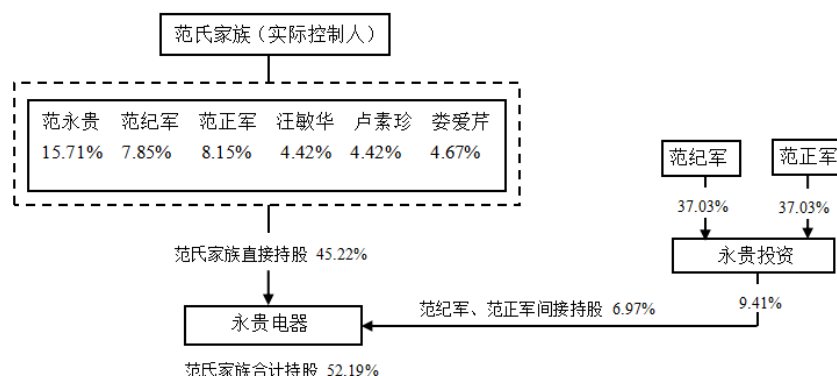 范氏家族（实际控制人）
范永贵 范纪军 范正军 汪敏华 卢素珍 娄爱芹
15.71% 7.85% 8.15% 4.42% 4.42% 4.67%
范纪军 范正军
37.03% 37.03%
范氏家族直接持股 45.22%
永贵投资
范纪军、范正军间接持股 6.97%
9.41%
永贵电器
范氏家族合计持股 52.19%